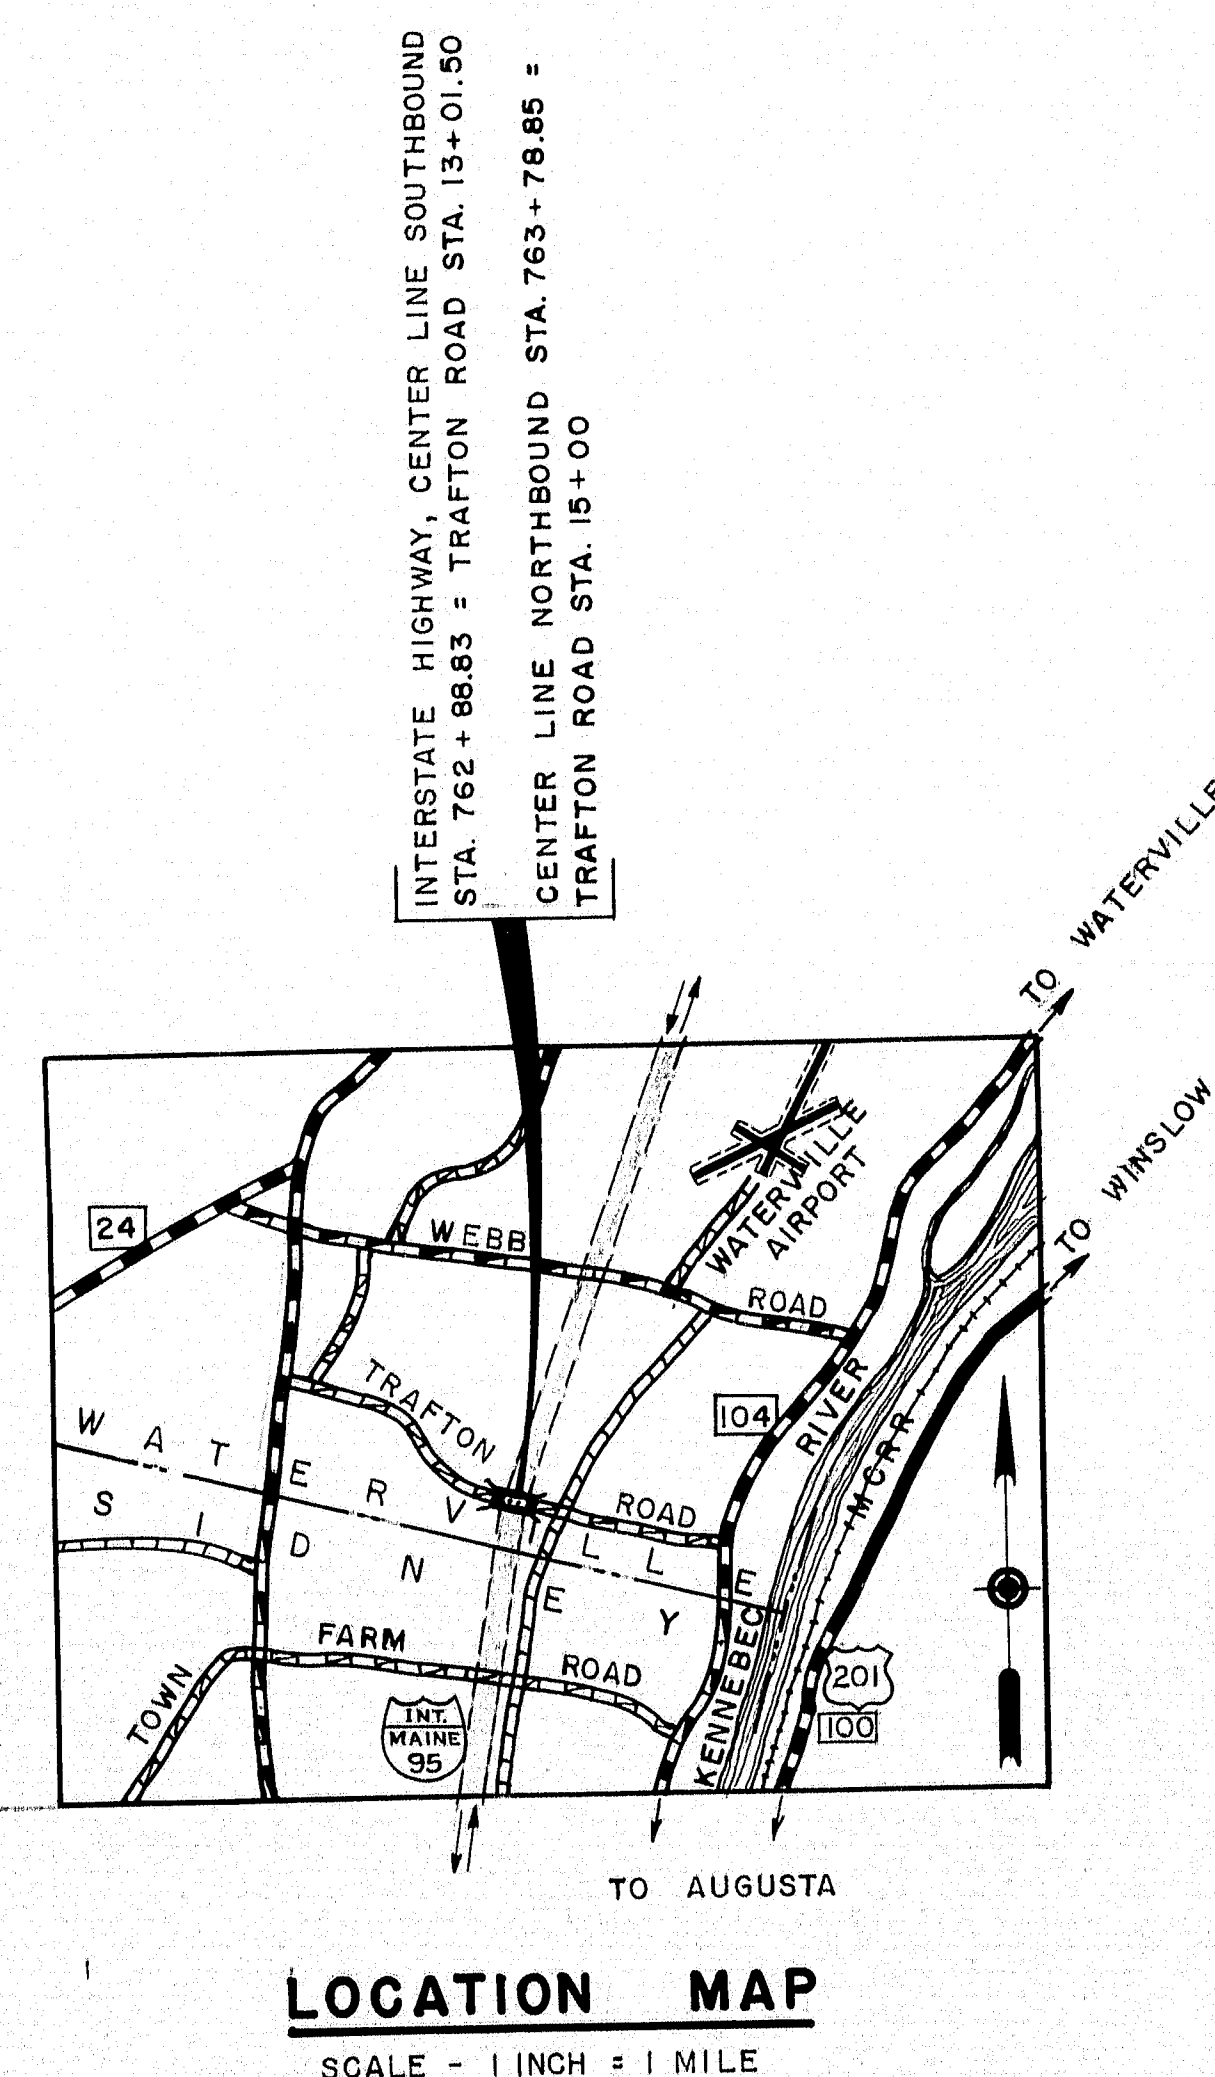 INTERSTATE HIGHWAY, CENTER LINE SOUTHBOUND
STA. 762+88.83 = TRAFTON ROAD STA. 13+01.50
CENTER LINE NORTHBOUND STA. 763+78.85 =
TRAFTON ROAD STA. 15+00
TO WATERVILLE
TO WINSLOW
WATERVILLE
AIRPORT
24
WEBB ROAD
TRAFTON ROAD
104
RIVER
MCRR
WATERVILLE
SIDNEY
KENNEBEC
TOWN FARM ROAD
INT.
MAINE
95
201
100
TO AUGUSTA
LOCATION MAP
SCALE - 1 INCH = 1 MILE